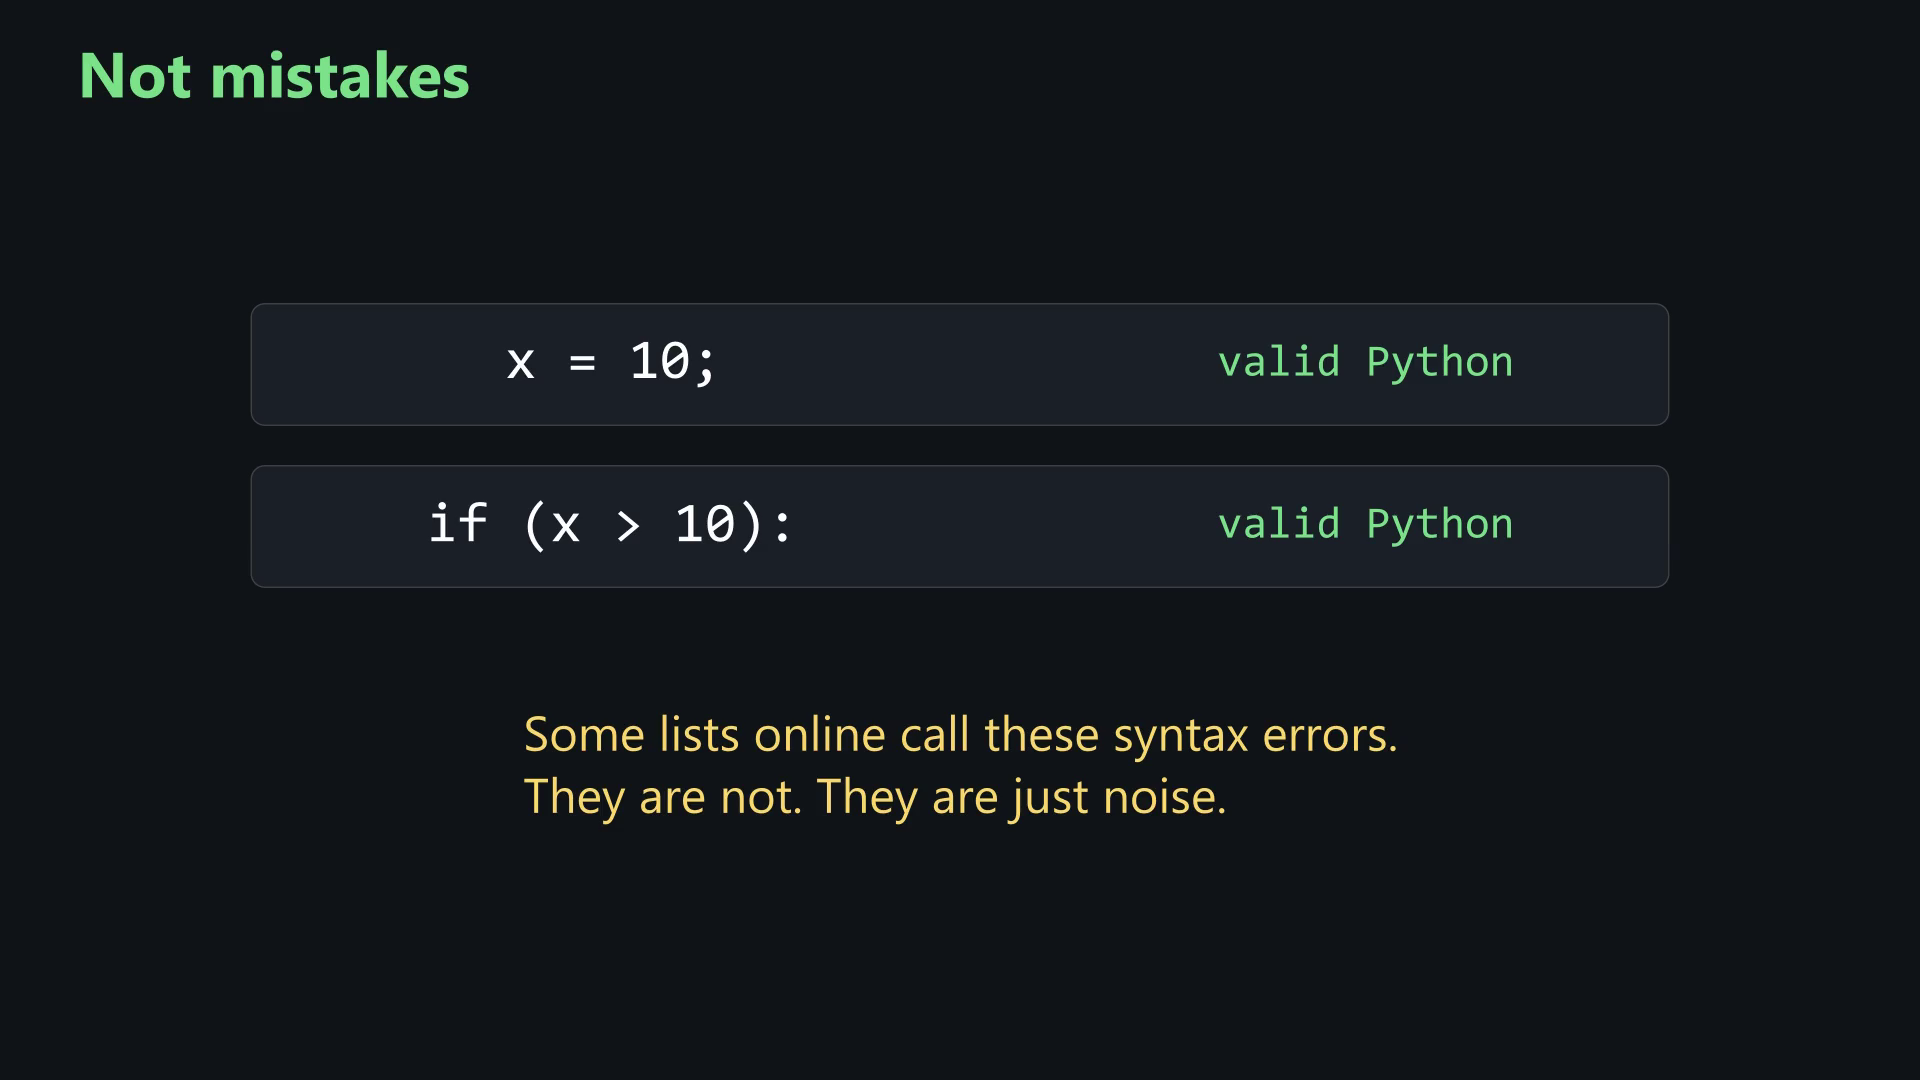 Not mistakes
x = 10;
valid Python
if (x > 10):
valid Python
Some lists online call these syntax errors.
They are not. They are just noise.